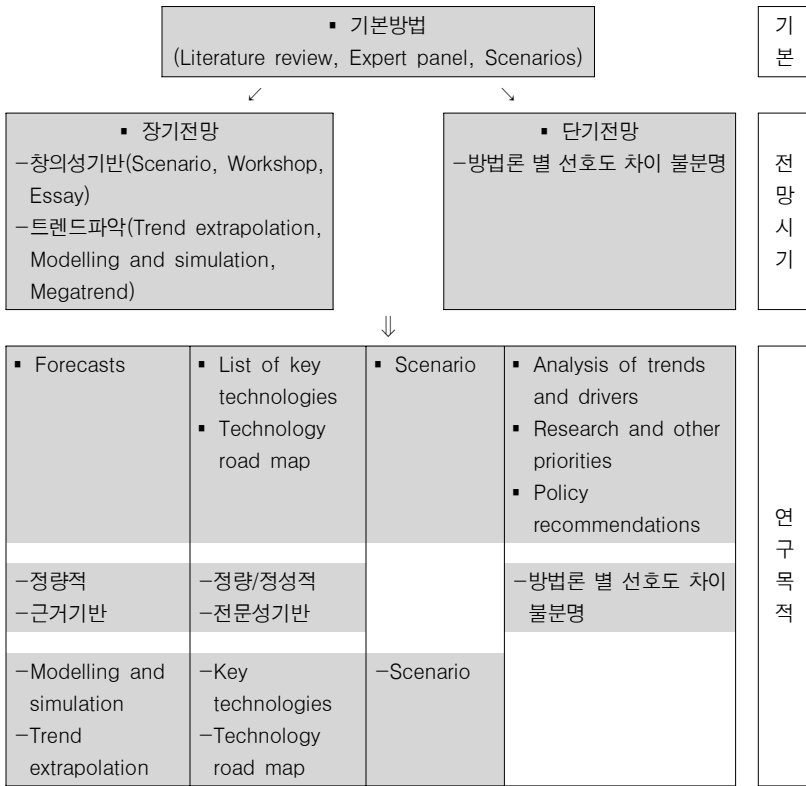 ▪ 기본방법
(Literature review, Expert panel, Scenarios)
기
본
↙ ↘
▪ 장기전망
−창의성기반(Scenario, Workshop,
Essay)
−트렌드파악(Trend extrapolation,
Modelling and simulation,
Megatrend)
▪ 단기전망
−방법론 별 선호도 차이 불분명
전
망
시
기
⇓
▪ Forecasts
▪ List of key
technologies
▪ Technology
road map
▪ Scenario
▪ Analysis of trends
and drivers
▪ Research and other
priorities
▪ Policy
recommendations
−정량적
−근거기반
−정량/정성적
−전문성기반
−방법론 별 선호도 차이
불분명
−Modelling and
simulation
−Trend
extrapolation
−Key
technologies
−Technology
road map
−Scenario
연
구
목
적